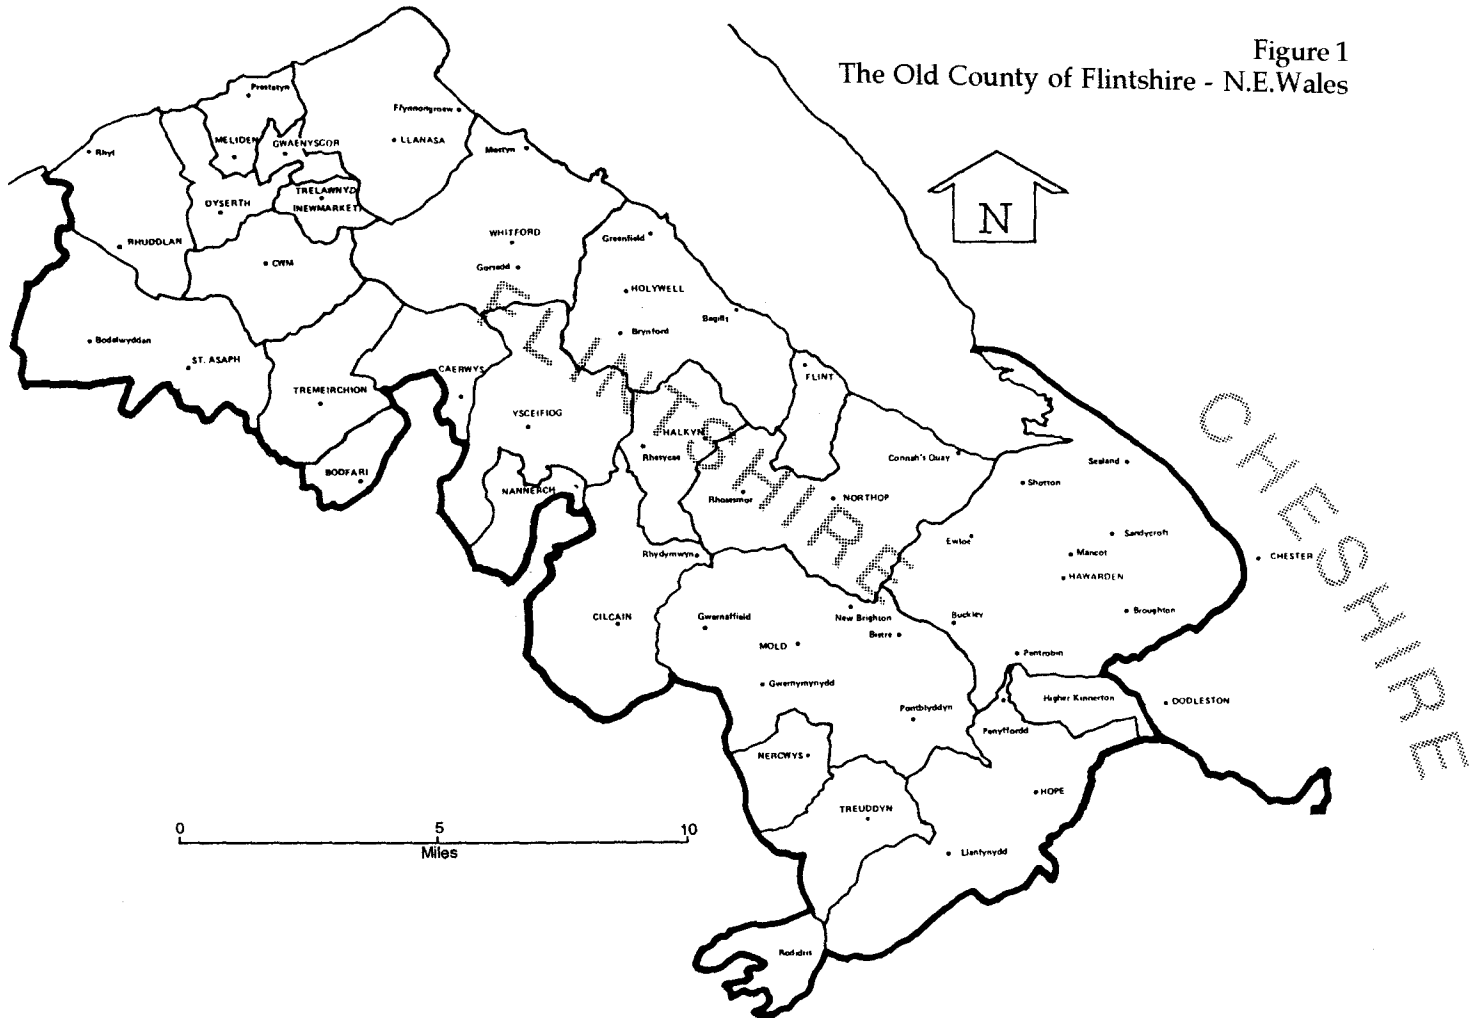 Figure 1
The Old County of Flintshire - N.E.Wales
N
Prestatyn
Ffynnongroew
MELIDEN
GWAENYSCOR
LLANASA
Rhyl
Mostyn
TRELAWNYD
(NEWMARKET)
DYSERTH
RHUDDLAN
CWM
WHITFORD
Gorsedd
Greenfield
HOLYWELL
Bagillt
Brynford
Bodelwyddan
ST. ASAPH
TREMEIRCHION
CAERWYS
YSCEIFIOG
FLINT
HALKYN
Rhesycae
BODFARI
NANNERCH
Rhosesmor
NORTHOP
Connah's Quay
Sealand
Shotton
Ewloe
Sandycroft
Mancot
HAWARDEN
CHESTER
Rhydymwyn
CILCAIN
Gwernaffield
New Brighton
Bistre
Buckley
Broughton
MOLD
Pentrobin
Gwernymynydd
Higher Kinnerton
DODLESTON
Pontblyddyn
Penyffordd
NERCWYS
HOPE
TREUDDYN
Llanfynydd
FLINTSHIRE
CHESHIRE
0 5 10
Miles